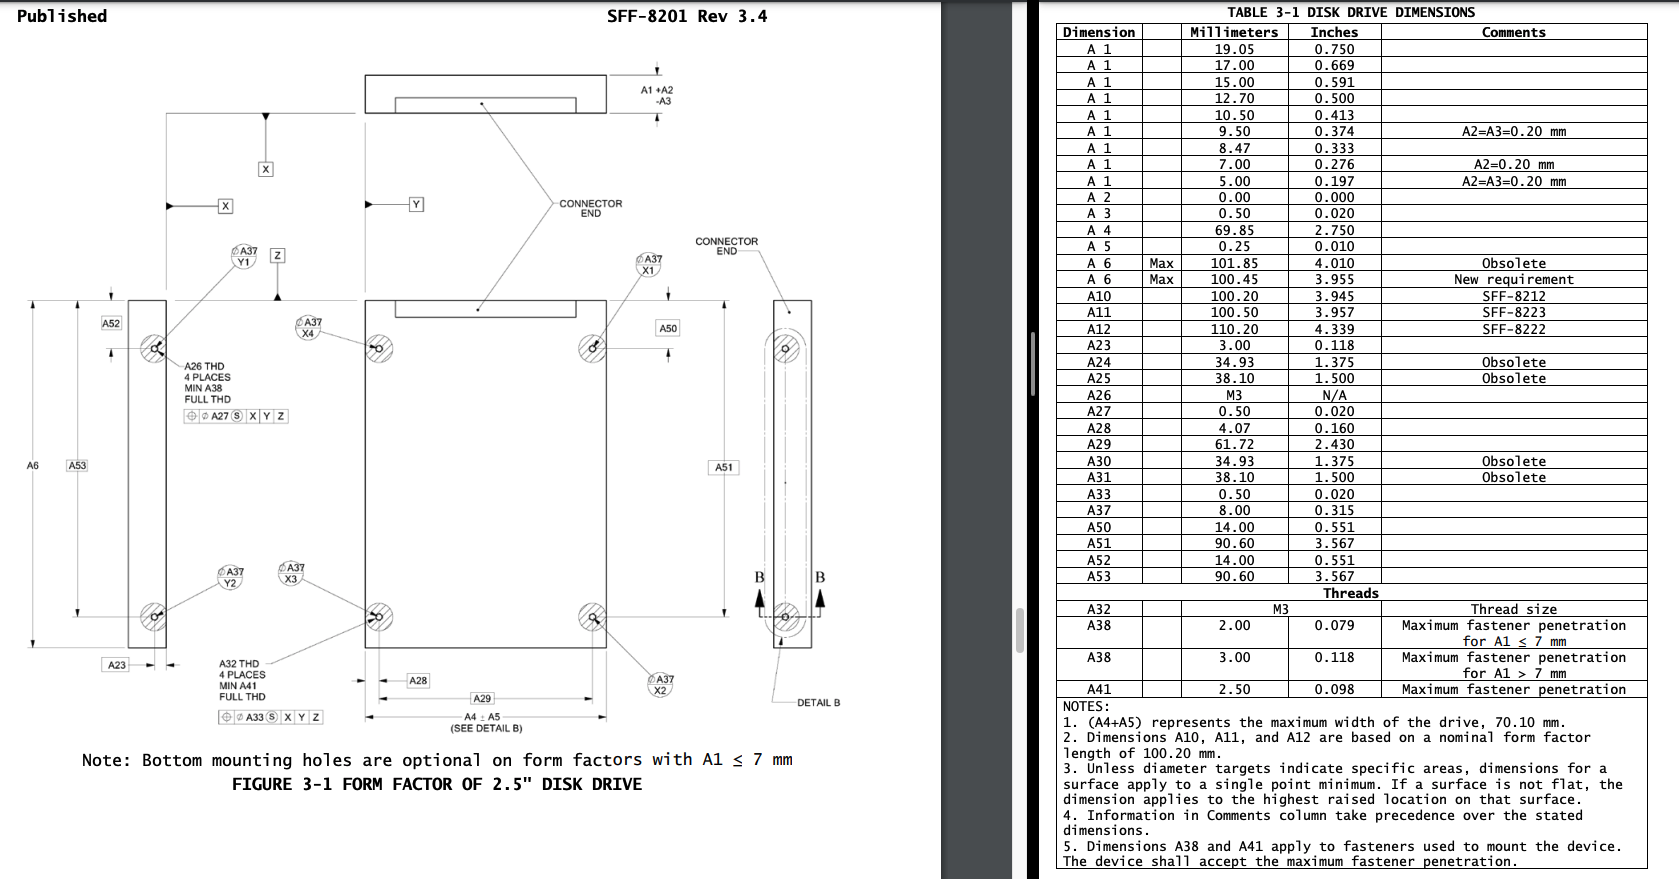 Published SFF-8201 Rev 3.4
A1 +A2
-A3
X
X
Y
CONNECTOR
END
CONNECTOR
END
∅A37
Y1
Z
∅A37
X1
A52
∅A37
X4
A50
A26 THD
4 PLACES
MIN A38
FULL THD
⌖ ∅ A27 Ⓢ X Y Z
A6
A53
A51
∅A37
Y2
∅A37
X3
B B
A23
A32 THD
4 PLACES
MIN A41
FULL THD
⌖ ∅ A33 Ⓢ X Y Z
A28
A29
A4 ± A5
(SEE DETAIL B)
∅A37
X2
DETAIL B
Note: Bottom mounting holes are optional on form factors with A1 ≤ 7 mm
FIGURE 3-1 FORM FACTOR OF 2.5" DISK DRIVE
TABLE 3-1 DISK DRIVE DIMENSIONS
Dimension Millimeters Inches Comments
A 1 19.05 0.750
A 1 17.00 0.669
A 1 15.00 0.591
A 1 12.70 0.500
A 1 10.50 0.413
A 1 9.50 0.374 A2=A3=0.20 mm
A 1 8.47 0.333
A 1 7.00 0.276 A2=0.20 mm
A 1 5.00 0.197 A2=A3=0.20 mm
A 2 0.00 0.000
A 3 0.50 0.020
A 4 69.85 2.750
A 5 0.25 0.010
A 6 Max 101.85 4.010 Obsolete
A 6 Max 100.45 3.955 New requirement
A10 100.20 3.945 SFF-8212
A11 100.50 3.957 SFF-8223
A12 110.20 4.339 SFF-8222
A23 3.00 0.118
A24 34.93 1.375 Obsolete
A25 38.10 1.500 Obsolete
A26 M3 N/A
A27 0.50 0.020
A28 4.07 0.160
A29 61.72 2.430
A30 34.93 1.375 Obsolete
A31 38.10 1.500 Obsolete
A33 0.50 0.020
A37 8.00 0.315
A50 14.00 0.551
A51 90.60 3.567
A52 14.00 0.551
A53 90.60 3.567
Threads
A32 M3 Thread size
A38 2.00 0.079 Maximum fastener penetration
for A1 ≤ 7 mm
A38 3.00 0.118 Maximum fastener penetration
for A1 > 7 mm
A41 2.50 0.098 Maximum fastener penetration
NOTES:
1. (A4+A5) represents the maximum width of the drive, 70.10 mm.
2. Dimensions A10, A11, and A12 are based on a nominal form factor
length of 100.20 mm.
3. Unless diameter targets indicate specific areas, dimensions for a
surface apply to a single point minimum. If a surface is not flat, the
dimension applies to the highest raised location on that surface.
4. Information in Comments column take precedence over the stated
dimensions.
5. Dimensions A38 and A41 apply to fasteners used to mount the device.
The device shall accept the maximum fastener penetration.